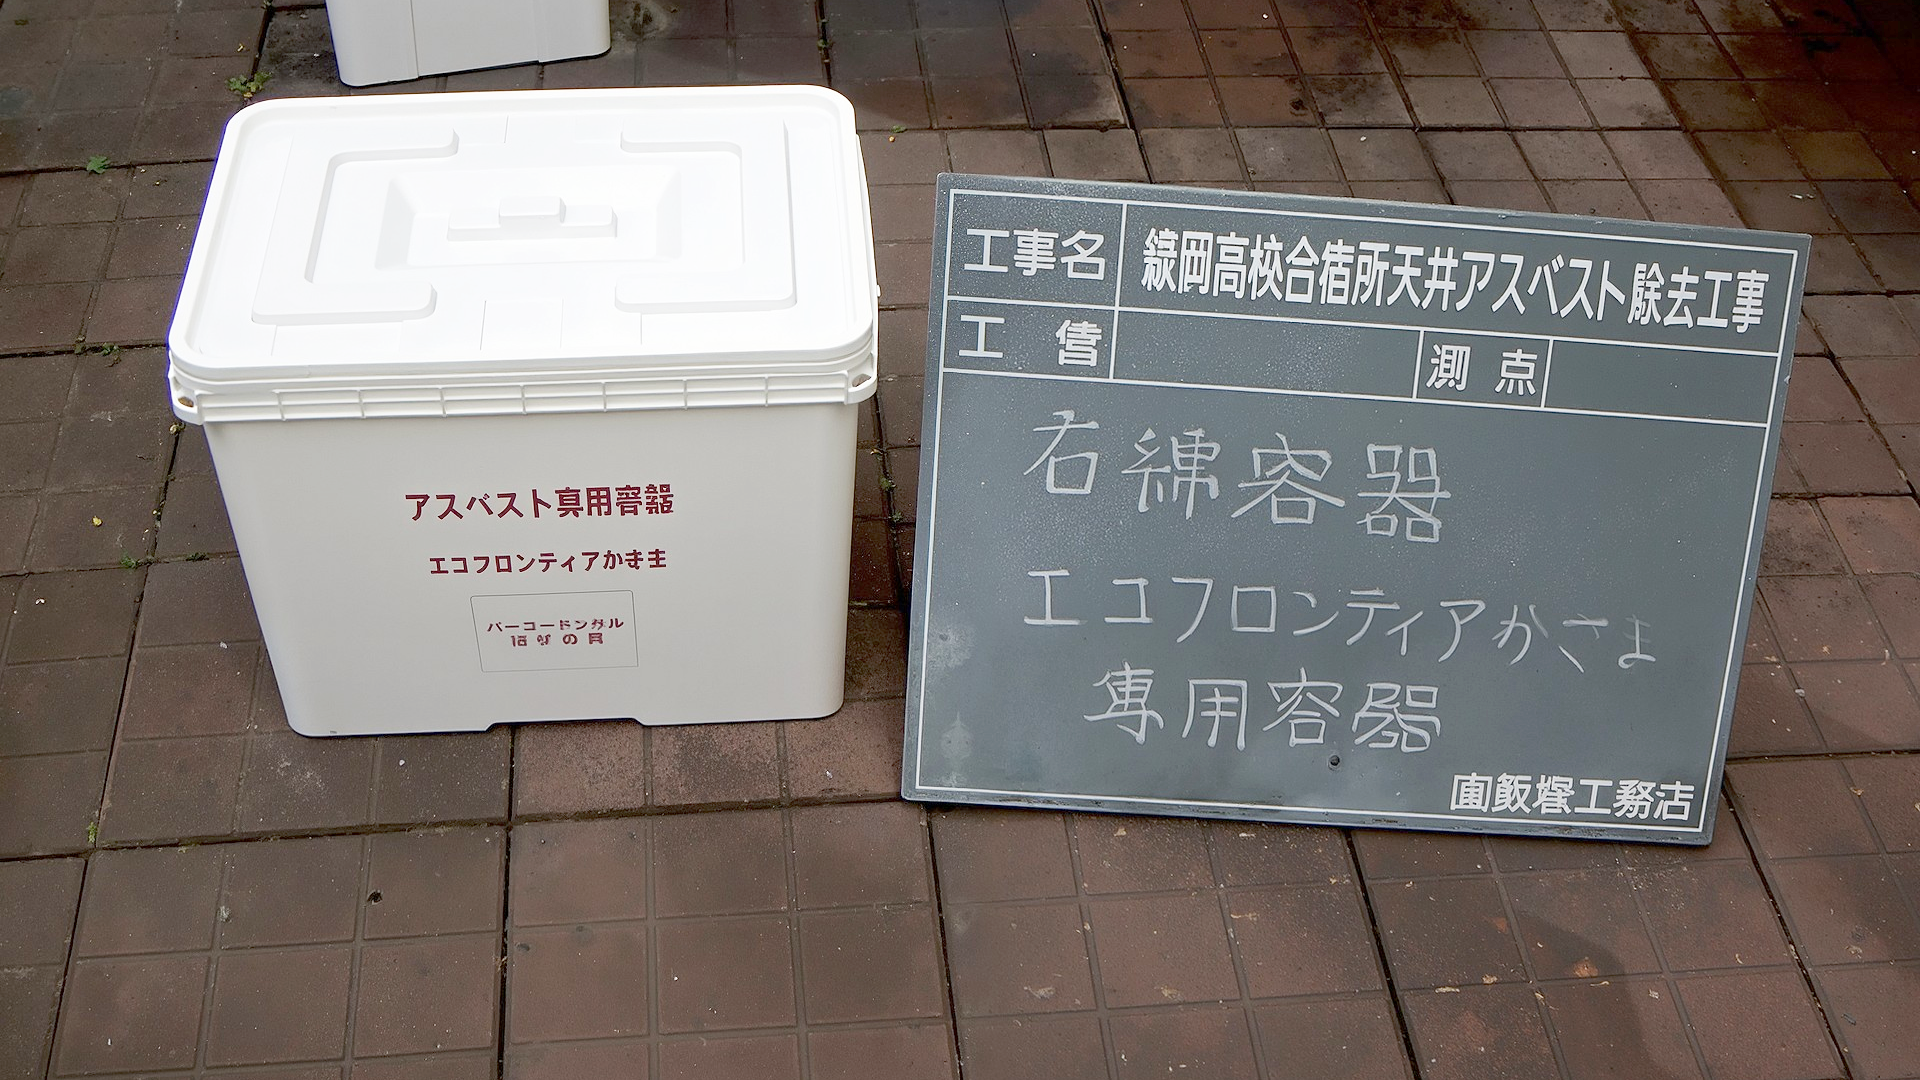 アスベスト専用容器
エコフロンティアかさま
工事名
岡高校合宿所天井アスベスト除去工事
工
測点
石綿容器
エコフロンティアかさま
専用容器
飯塚工務店